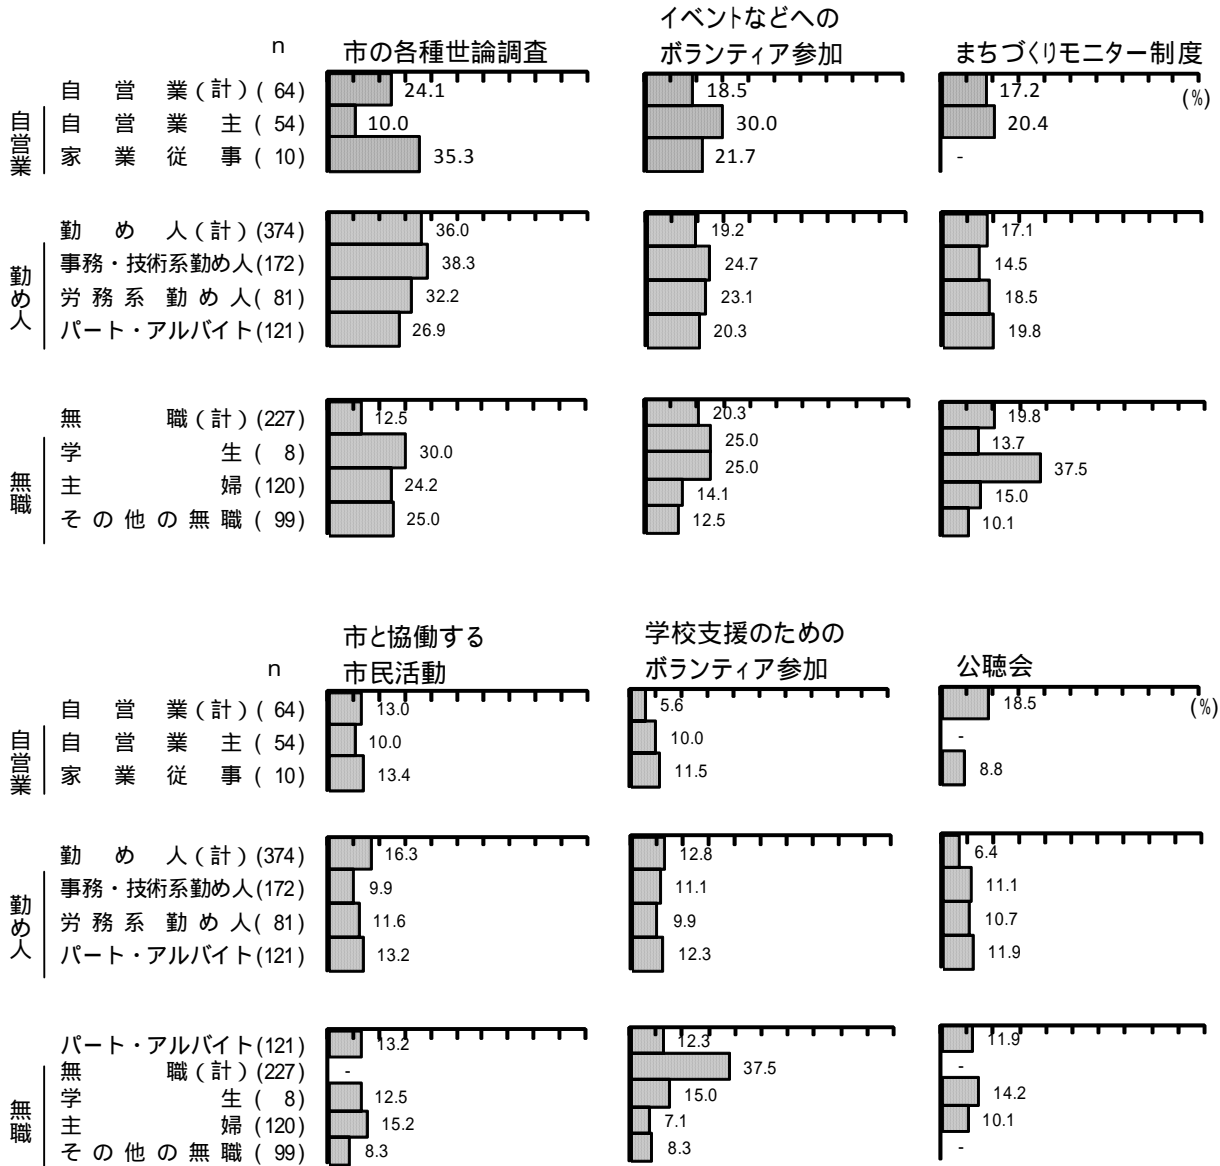 n 市の各種世論調査 イベントなどへの ボランティア参加 まちづくりモニター制度
(%)
自営業
自営業(計)( 64) 24.1 18.5 17.2
自営業主( 54) 10.0 30.0 20.4
家業従事( 10) 35.3 21.7 -
勤め人
勤め人(計)(374) 36.0 19.2 17.1
事務・技術系勤め人(172) 38.3 24.7 14.5
労務系勤め人( 81) 32.2 23.1 18.5
パート・アルバイト(121) 26.9 20.3 19.8
無職
無職(計)(227) 12.5 20.3 19.8
学生( 8) 30.0 25.0 13.7
25.0 37.5
主婦(120) 24.2 14.1 15.0
その他の無職( 99) 25.0 12.5 10.1
n 市と協働する 市民活動 学校支援のための ボランティア参加 公聴会
(%)
自営業
自営業(計)( 64) 13.0 5.6 18.5
自営業主( 54) 10.0 10.0 -
家業従事( 10) 13.4 11.5 8.8
勤め人
勤め人(計)(374) 16.3 12.8 6.4
事務・技術系勤め人(172) 9.9 11.1 11.1
労務系勤め人( 81) 11.6 9.9 10.7
パート・アルバイト(121) 13.2 12.3 11.9
無職
パート・アルバイト(121) 13.2 12.3 11.9
無職(計)(227) - 37.5 -
学生( 8) 12.5 15.0 14.2
主婦(120) 15.2 7.1 10.1
その他の無職( 99) 8.3 8.3 -